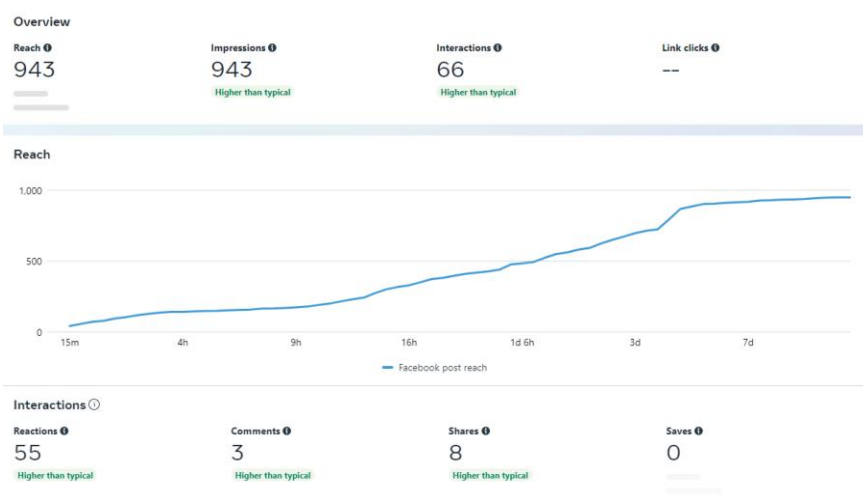 Overview
Reach Impressions Interactions Link clicks
943 943 66 --
Higher than typical Higher than typical
Reach
1,000
500
0
15m 4h 9h 16h 1d 6h 3d 7d
Facebook post reach
Interactions
Reactions Comments Shares Saves
55 3 8 0
Higher than typical Higher than typical Higher than typical